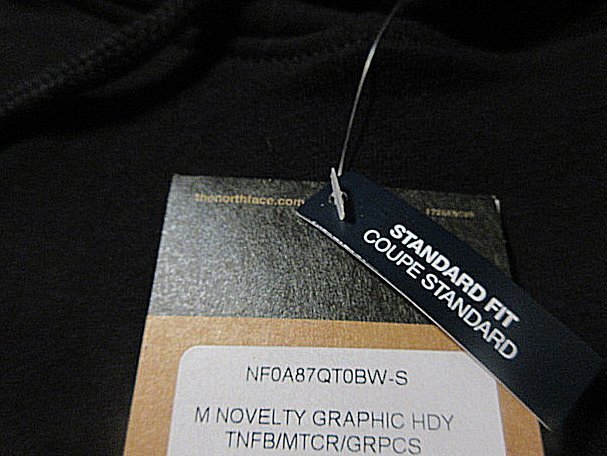 thenorthface.com
STANDARD FIT
COUPE STANDARD
NF0A87QT0BW-S
M NOVELTY GRAPHIC HDY
TNFB/MTCR/GRPCS